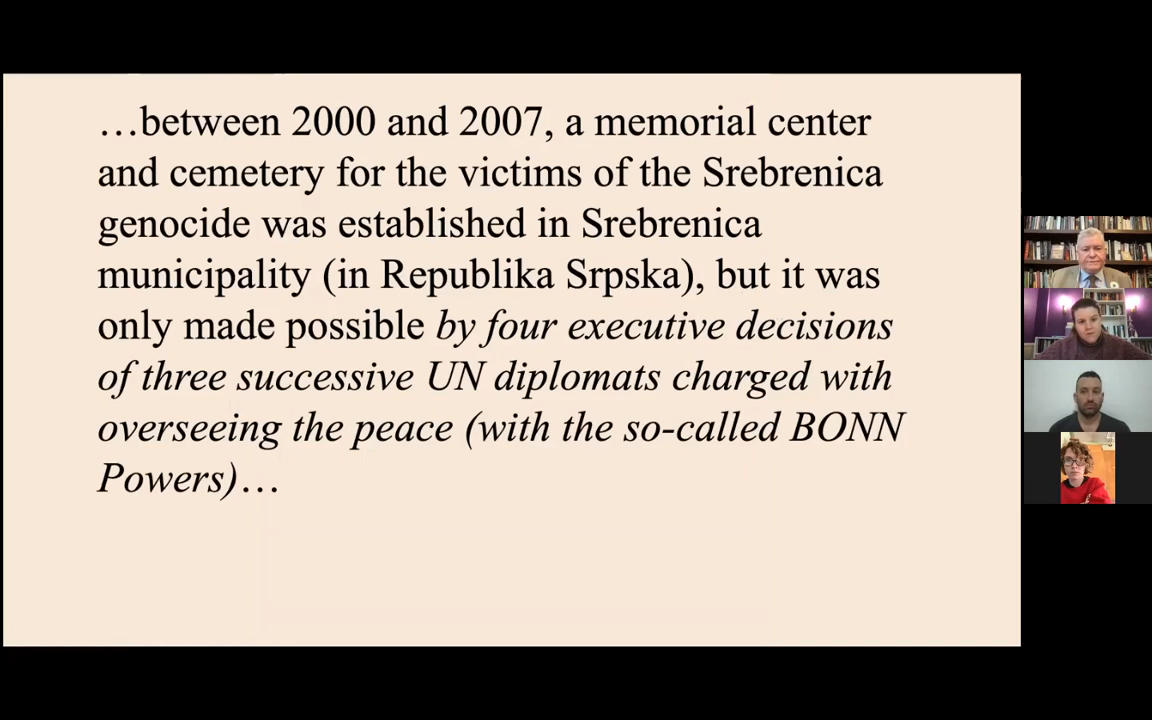 …between 2000 and 2007, a memorial center
and cemetery for the victims of the Srebrenica
genocide was established in Srebrenica
municipality (in Republika Srpska), but it was
only made possible by four executive decisions
of three successive UN diplomats charged with
overseeing the peace (with the so-called BONN
Powers)…